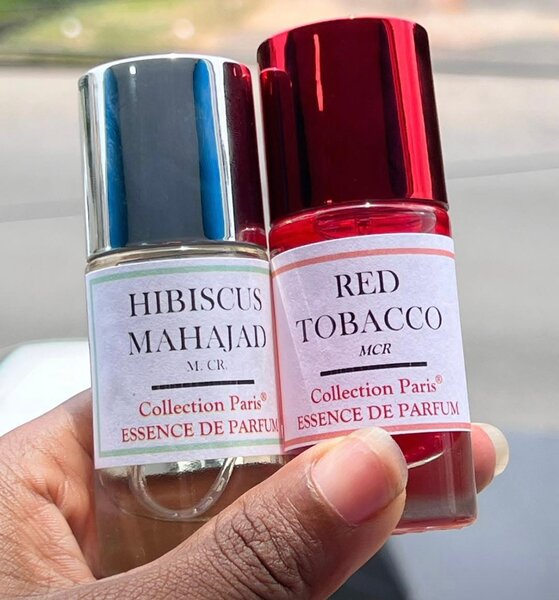 HIBISCUS
MAHAJAD
M. CR.
Collection Paris®
ESSENCE DE PARFUM
RED
TOBACCO
MCR
Collection Paris®
ESSENCE DE PARFUM